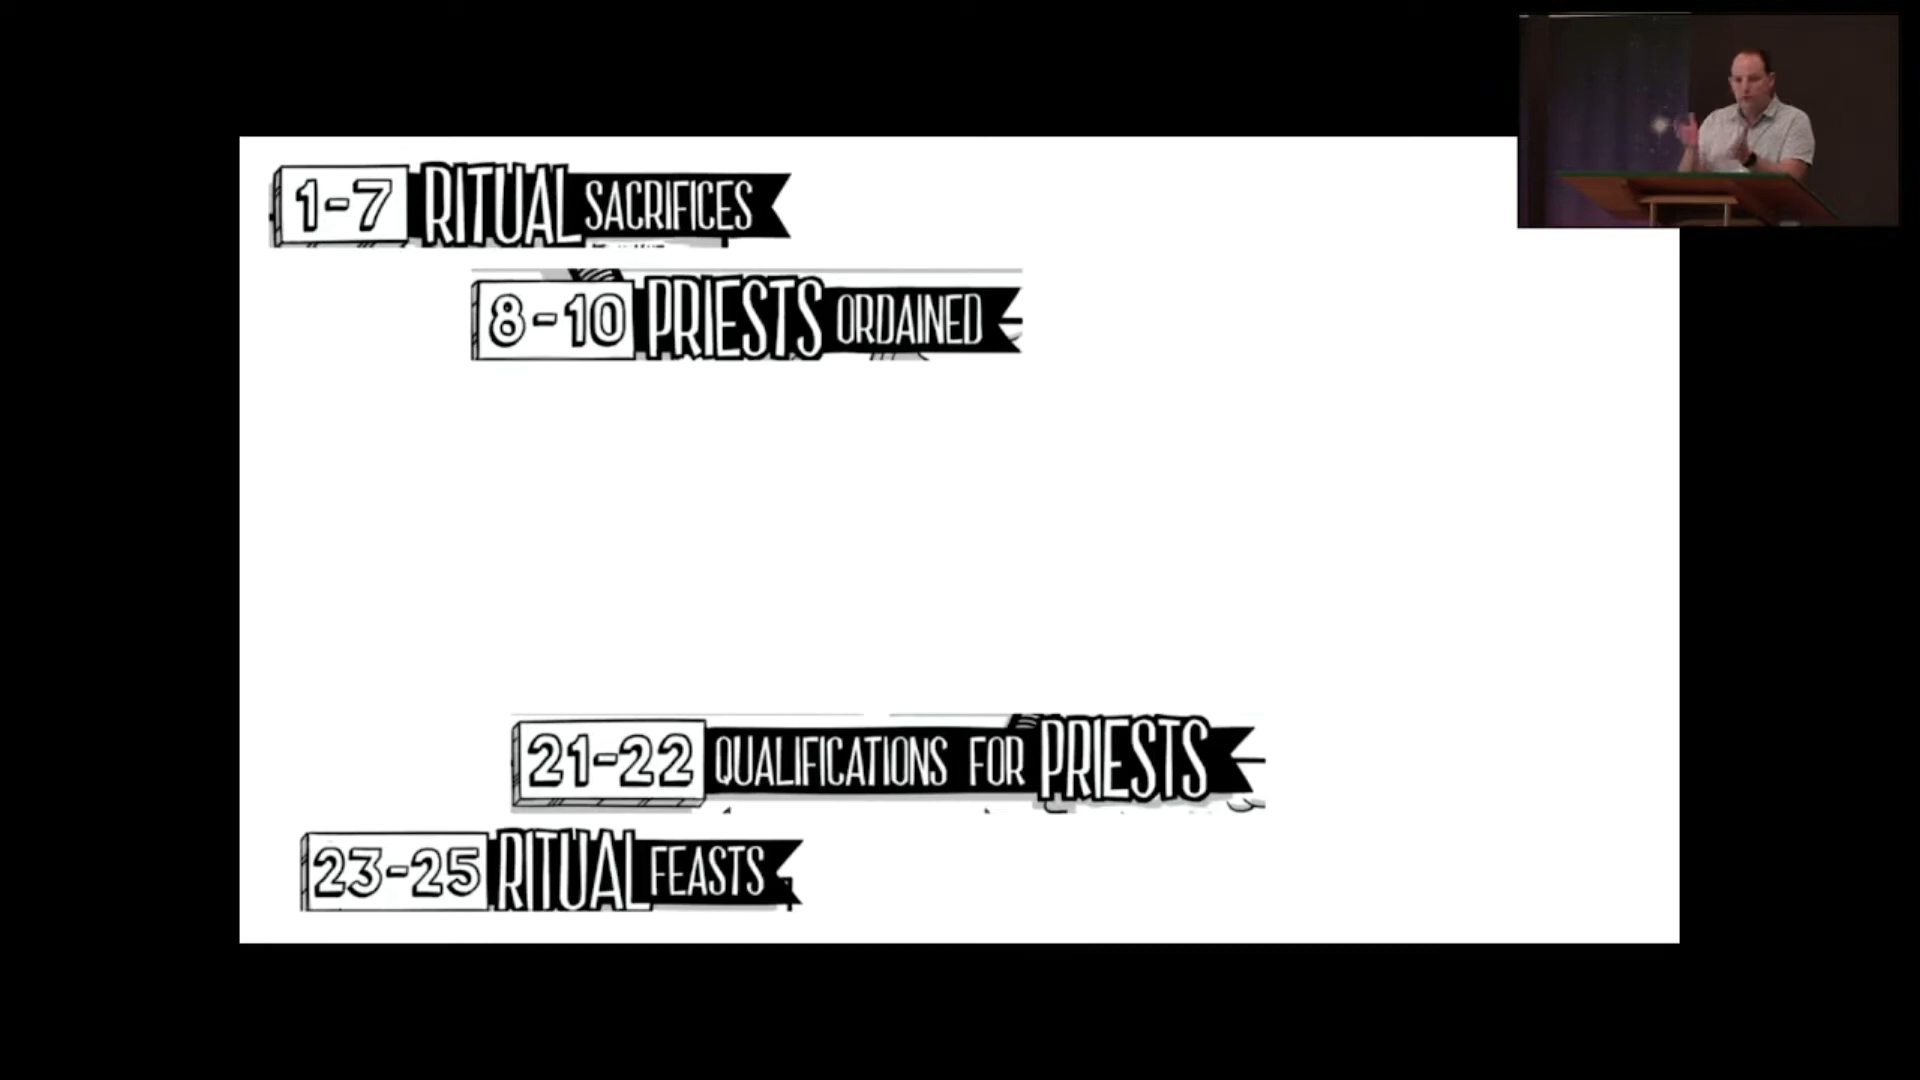 1-7 RITUAL SACRIFICES
8-10 PRIESTS ORDAINED
21-22 QUALIFICATIONS FOR PRIESTS
23-25 RITUAL FEASTS